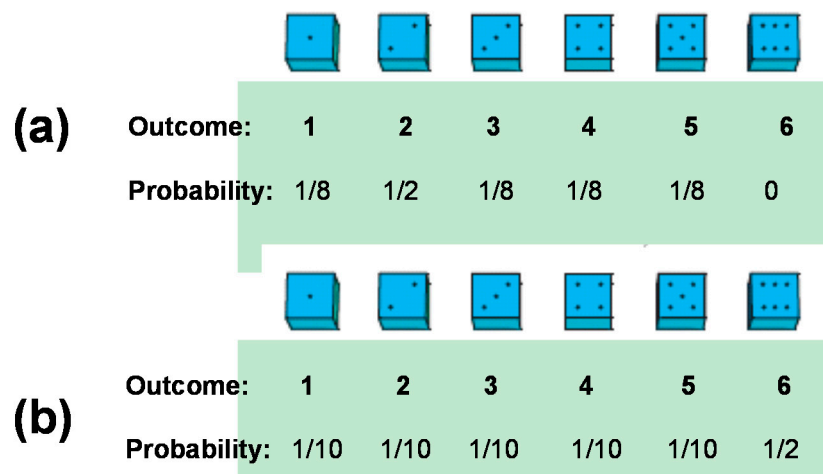 (a)
Outcome: 1 2 3 4 5 6
Probability: 1/8 1/2 1/8 1/8 1/8 0
(b)
Outcome: 1 2 3 4 5 6
Probability: 1/10 1/10 1/10 1/10 1/10 1/2